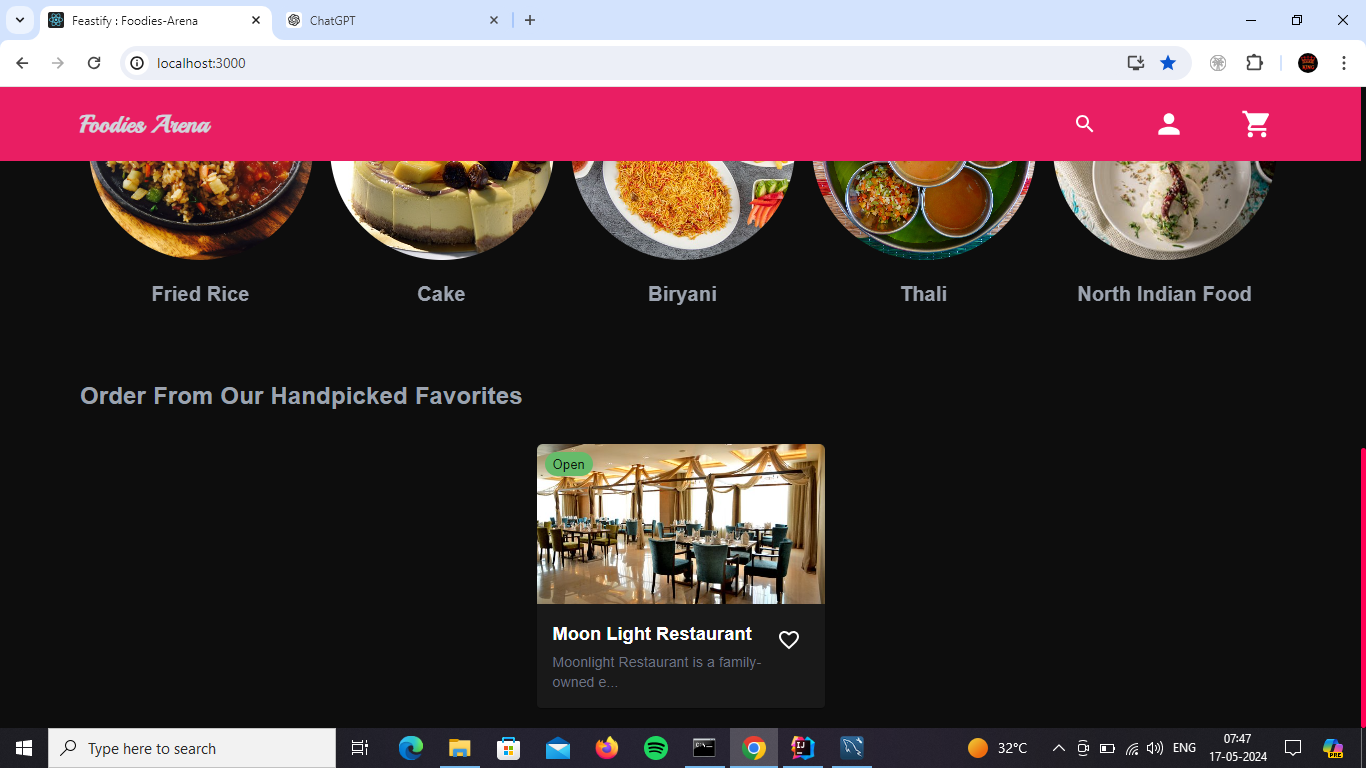 Feastify : Foodies-Arena
ChatGPT
localhost:3000
Foodies Arena
Fried Rice
Cake
Biryani
Thali
North Indian Food
Order From Our Handpicked Favorites
Open
Moon Light Restaurant
Moonlight Restaurant is a family-
owned e...
Type here to search
32°C
ENG
07:47
17-05-2024